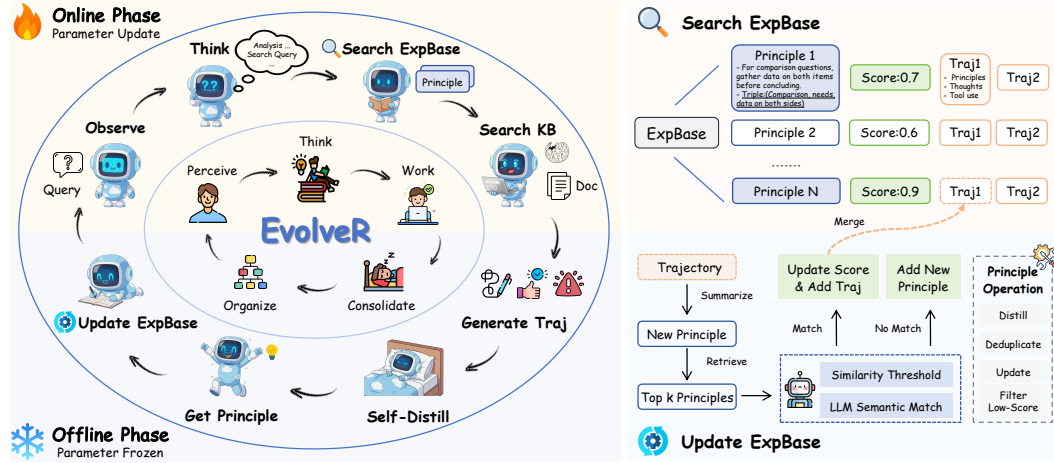 Online Phase
Parameter Update
Think
Analysis ...
Search Query
...
Search ExpBase
Principle
Observe
? ?
Search KB
?
Query
Doc
Think
Perceive
Work
EvolveR
Organize
Consolidate
Update ExpBase
Generate Traj
Get Principle
Self-Distill
Offline Phase
Parameter Frozen
Search ExpBase
Principle 1
- For comparison questions,
gather data on both items
before concluding.
- Triple:(Comparison, needs,
data on both sides)
Score:0.7
Traj1
- Principles
- Thoughts
- Tool use
Traj2
ExpBase
Principle 2
Score:0.6
Traj1
Traj2
.......
Principle N
Score:0.9
Traj1
Traj2
Merge
Trajectory
Update Score
& Add Traj
Add New
Principle
Principle
Operation
Summarize
Distill
New Principle
Match
No Match
Deduplicate
Retrieve
Similarity Threshold
Update
Top k Principles
LLM Semantic Match
Filter
Low-Score
Update ExpBase